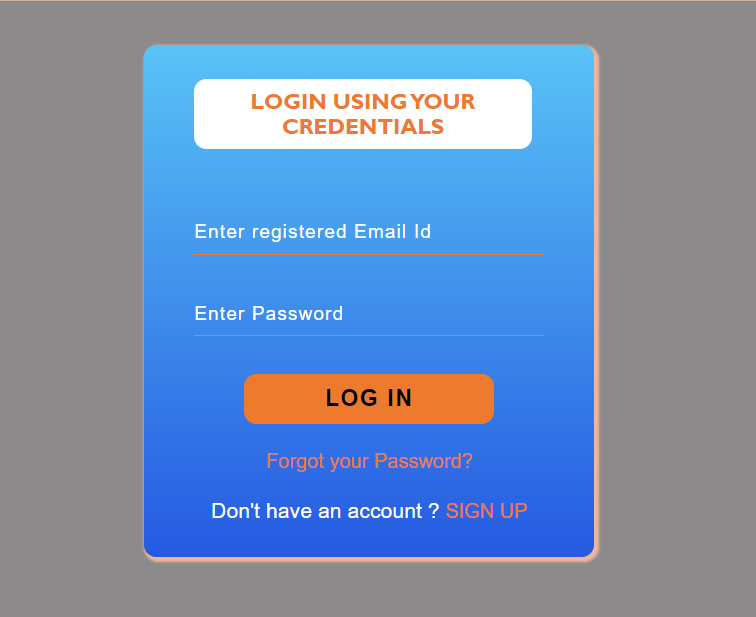 LOGIN USING YOUR
CREDENTIALS
Enter registered Email Id
Enter Password
LOG IN
Forgot your Password?
Don't have an account ? SIGN UP